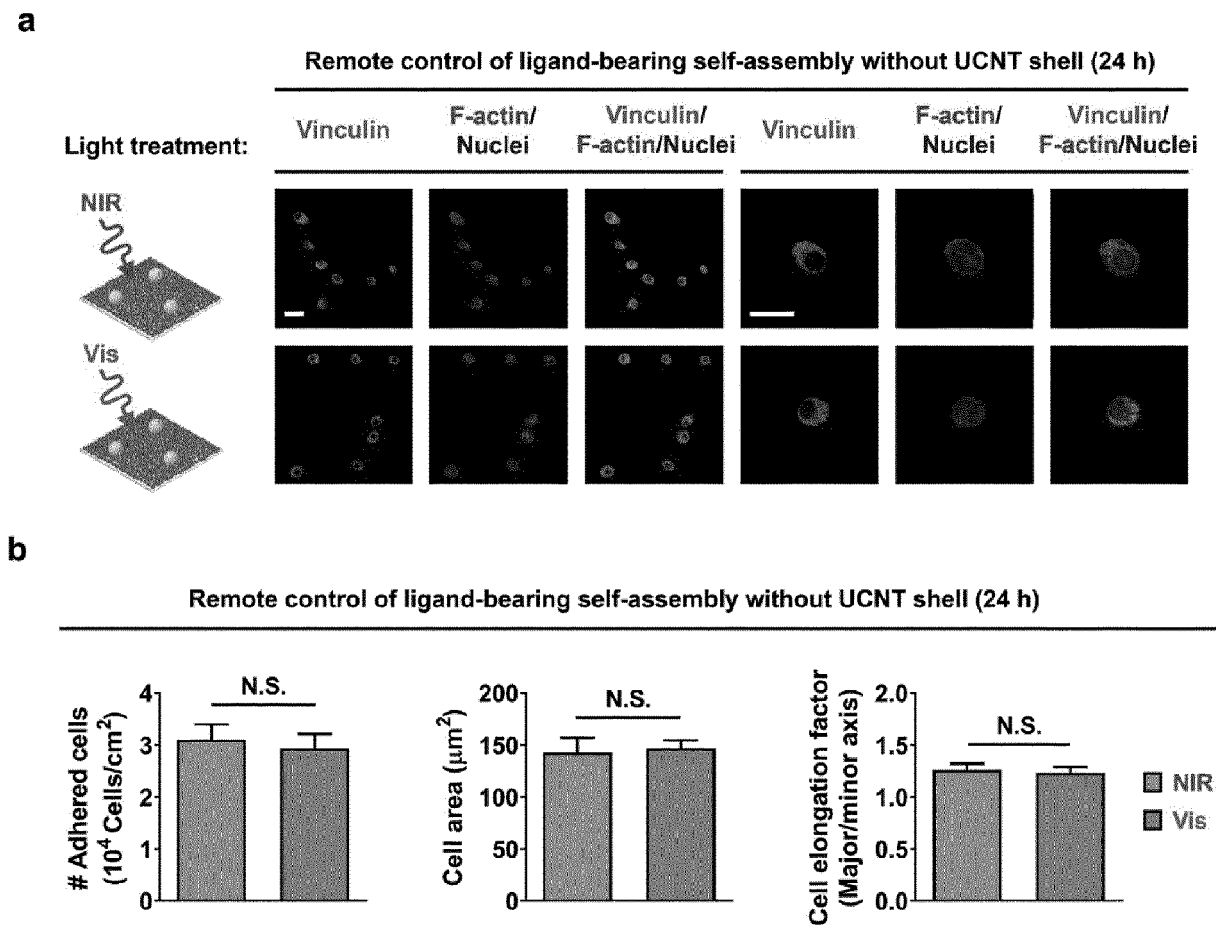 a
Remote control of ligand-bearing self-assembly without UCNT shell (24 h)
Light treatment:
Vinculin
F-actin/
Nuclei
Vinculin/
F-actin/Nuclei
Vinculin
F-actin/
Nuclei
Vinculin/
F-actin/Nuclei
NIR
Vis
b
Remote control of ligand-bearing self-assembly without UCNT shell (24 h)
# Adhered cells
(10⁴ Cells/cm²)
4
3
2
1
0
N.S.
Cell area (μm²)
200
150
100
50
0
N.S.
Cell elongation factor
(Major/minor axis)
2.0
1.5
1.0
0.5
0.0
N.S.
NIR
Vis